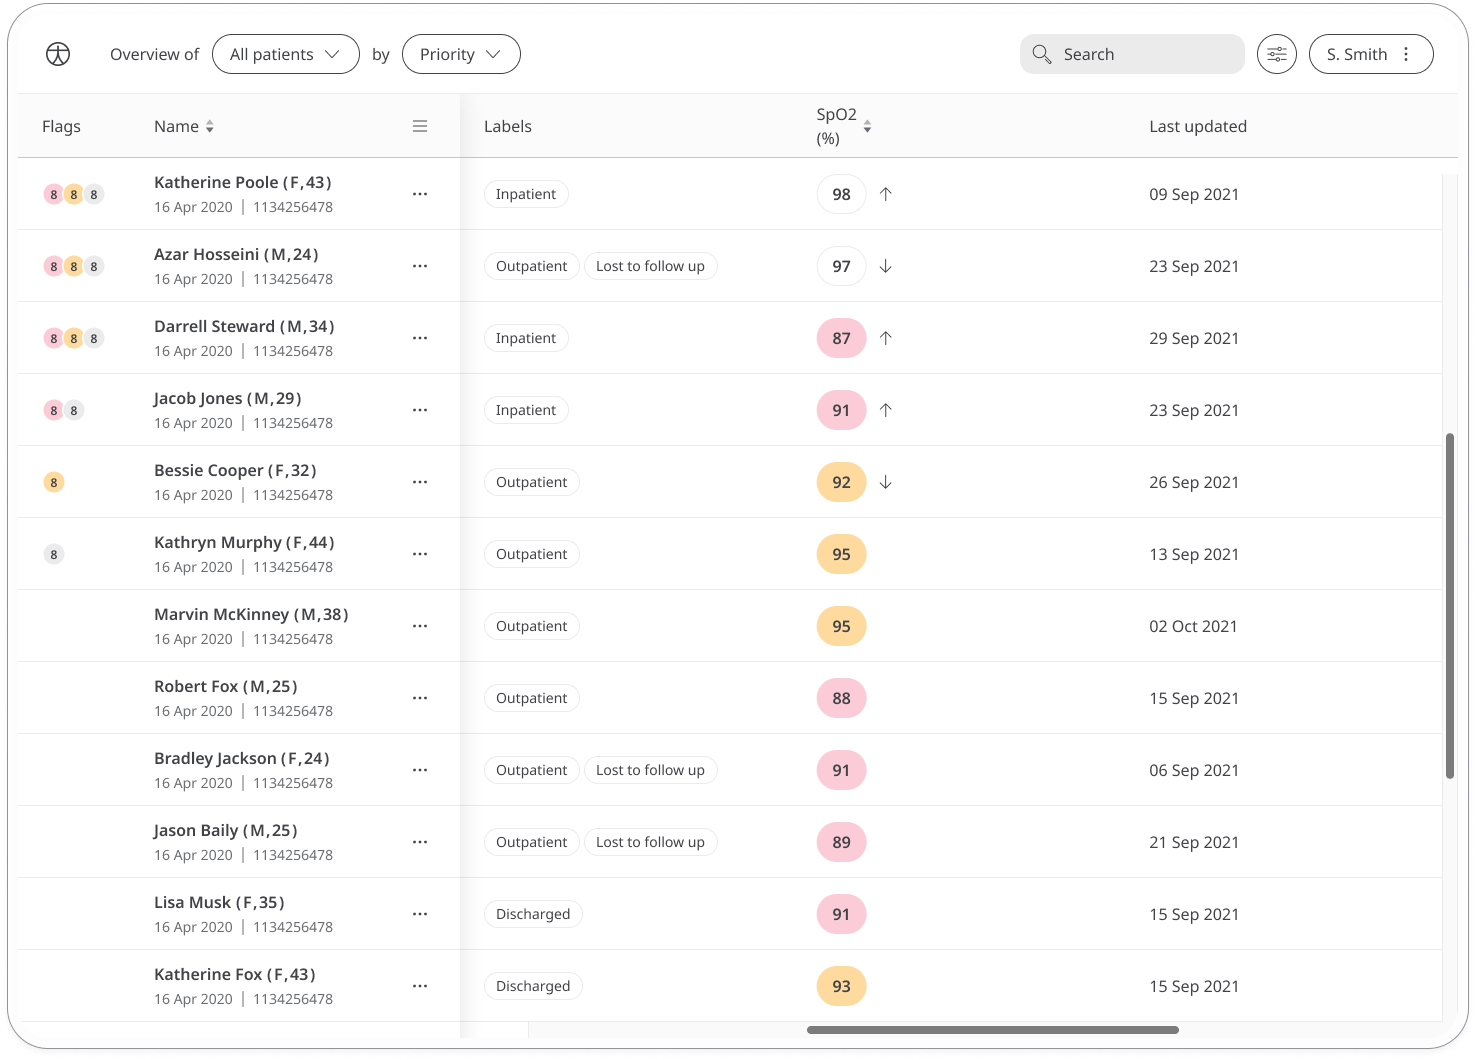 Overview of All patients by Priority Search S. Smith
Flags Name Labels SpO2 (%) Last updated
8 8 8 Katherine Poole (F,43) Inpatient 98 ↑ 09 Sep 2021
16 Apr 2020 | 1134256478
8 8 8 Azar Hosseini (M,24) Outpatient Lost to follow up 97 ↓ 23 Sep 2021
16 Apr 2020 | 1134256478
8 8 8 Darrell Steward (M,34) Inpatient 87 ↑ 29 Sep 2021
16 Apr 2020 | 1134256478
8 8 Jacob Jones (M,29) Inpatient 91 ↑ 23 Sep 2021
16 Apr 2020 | 1134256478
8 Bessie Cooper (F,32) Outpatient 92 ↓ 26 Sep 2021
16 Apr 2020 | 1134256478
8 Kathryn Murphy (F,44) Outpatient 95 13 Sep 2021
16 Apr 2020 | 1134256478
Marvin McKinney (M,38) Outpatient 95 02 Oct 2021
16 Apr 2020 | 1134256478
Robert Fox (M,25) Outpatient 88 15 Sep 2021
16 Apr 2020 | 1134256478
Bradley Jackson (F,24) Outpatient Lost to follow up 91 06 Sep 2021
16 Apr 2020 | 1134256478
Jason Baily (M,25) Outpatient Lost to follow up 89 21 Sep 2021
16 Apr 2020 | 1134256478
Lisa Musk (F,35) Discharged 91 15 Sep 2021
16 Apr 2020 | 1134256478
Katherine Fox (F,43) Discharged 93 15 Sep 2021
16 Apr 2020 | 1134256478